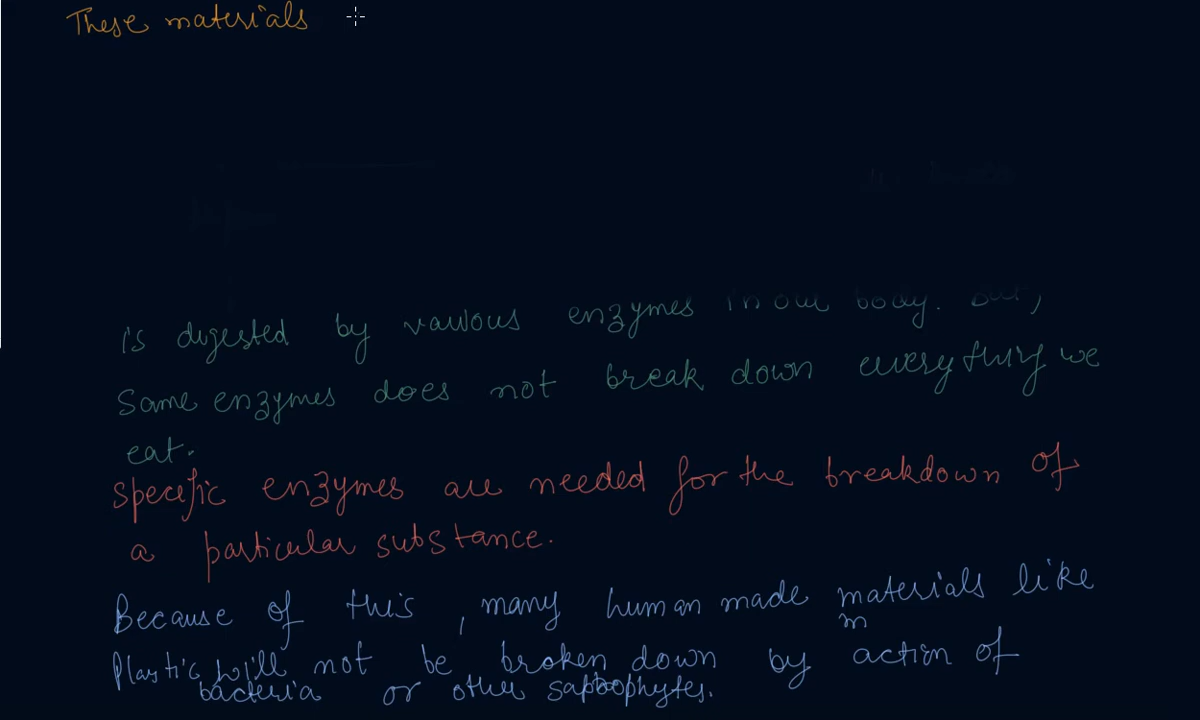 These materials
is digested by various enzymes in our body. But,
Same enzymes does not break down everything we
eat.
Specific enzymes are needed for the breakdown of
a particular substance.
Because of this, many human made materials like
m
Plastic will not be broken down by action of
bacteria or other saprophytes.